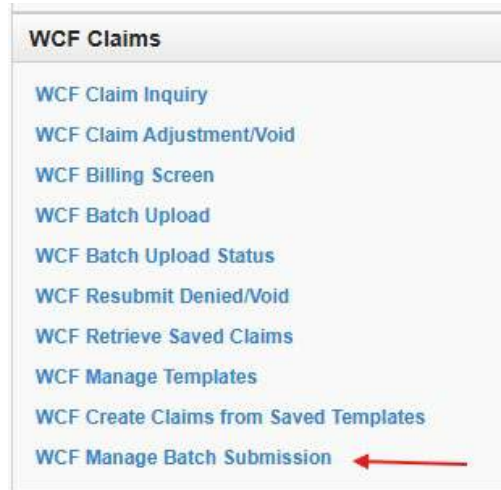 WCF Claims
WCF Claim Inquiry
WCF Claim Adjustment/Void
WCF Billing Screen
WCF Batch Upload
WCF Batch Upload Status
WCF Resubmit Denied/Void
WCF Retrieve Saved Claims
WCF Manage Templates
WCF Create Claims from Saved Templates
WCF Manage Batch Submission